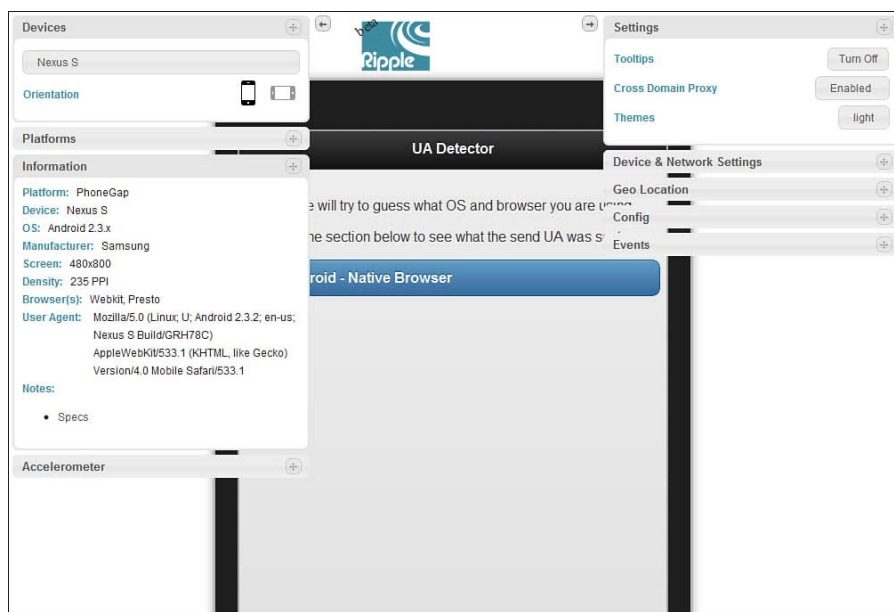 Devices
Nexus S
Orientation
Platforms
Information
Platform: PhoneGap
Device: Nexus S
OS: Android 2.3.x
Manufacturer: Samsung
Screen: 480x800
Density: 235 PPI
Browser(s): Webkit, Presto
User Agent: Mozilla/5.0 (Linux; U; Android 2.3.2; en-us;
Nexus S Build/GRH78C)
AppleWebKit/533.1 (KHTML, like Gecko)
Version/4.0 Mobile Safari/533.1
Notes:
• Specs
Accelerometer
beta
Ripple
UA Detector
will try to guess what OS and browser you are using
section below to see what the send UA was
- Native Browser
Settings
Tooltips Turn Off
Cross Domain Proxy Enabled
Themes light
Device & Network Settings
Geo Location
Config
Events